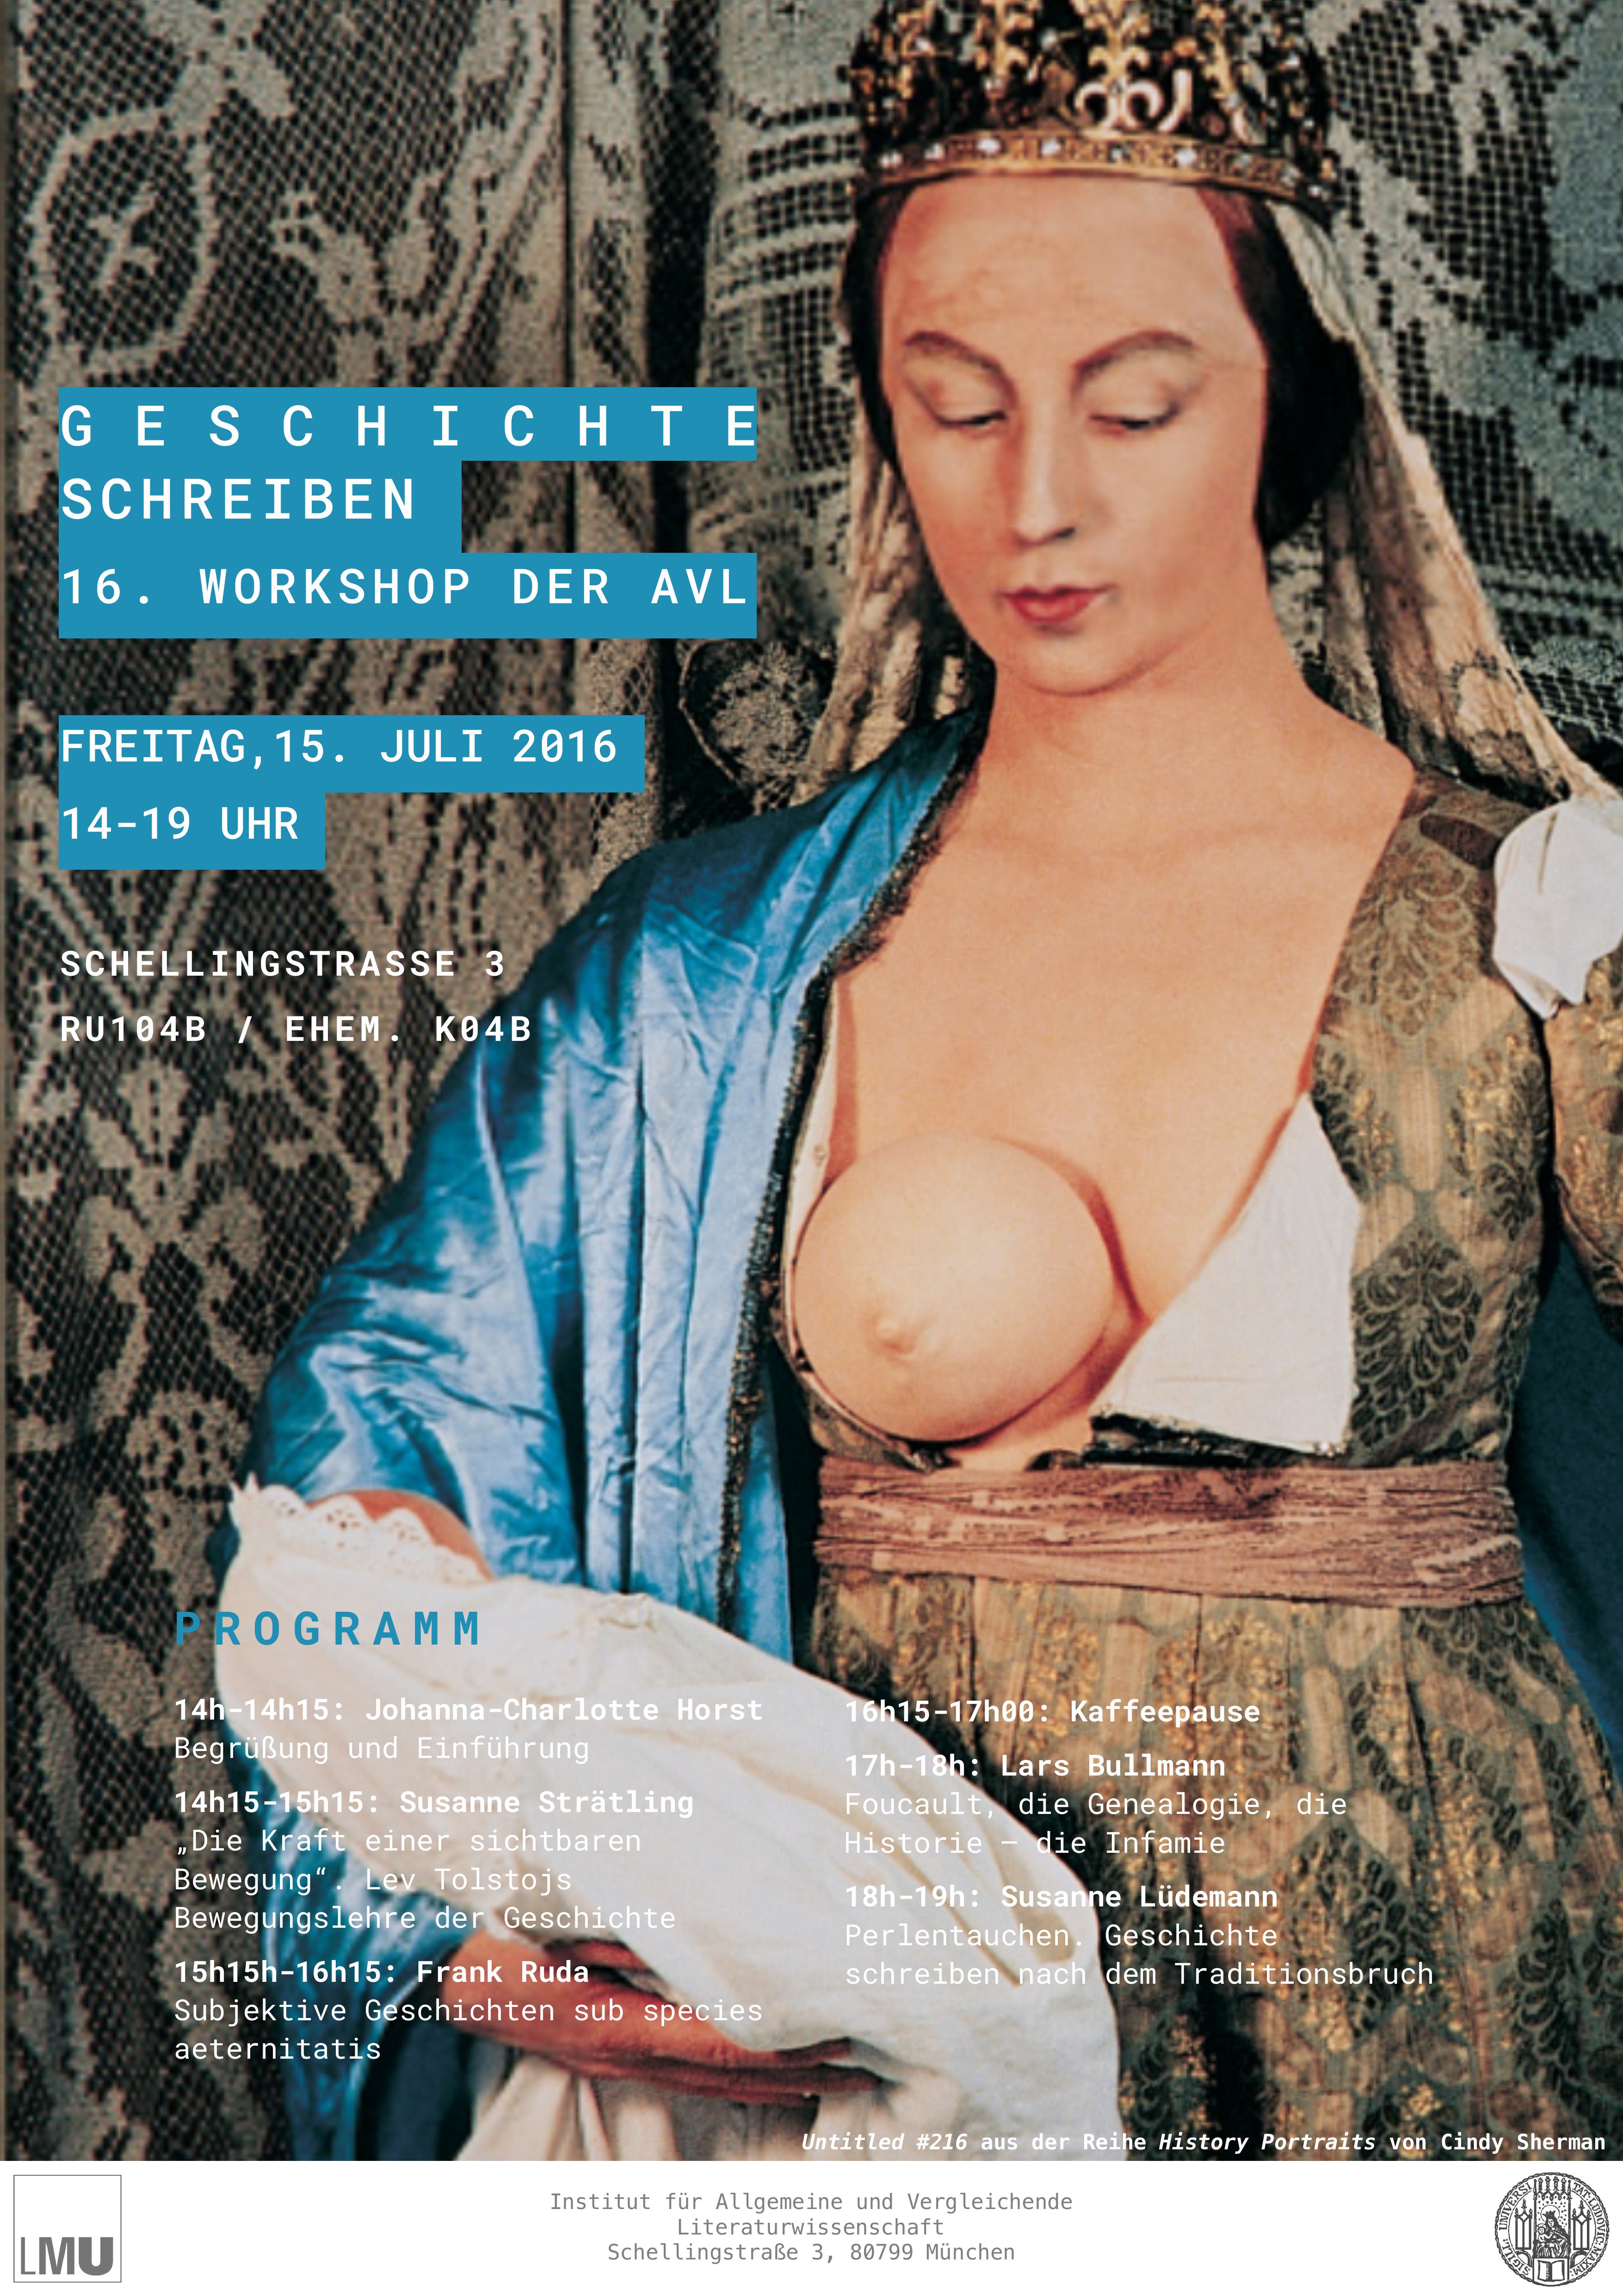 GESCHICHTE
SCHREIBEN
16. WORKSHOP DER AVL
FREITAG,15. JULI 2016
14-19 UHR
SCHELLINGSTRASSE 3
RU104B / EHEM. K04B
PROGRAMM
14h-14h15: Johanna-Charlotte Horst
Begrüßung und Einführung
14h15-15h15: Susanne Strätling
„Die Kraft einer sichtbaren
Bewegung“. Lev Tolstojs
Bewegungslehre der Geschichte
15h15h-16h15: Frank Ruda
Subjektive Geschichten sub species
aeternitatis
16h15-17h00: Kaffeepause
17h-18h: Lars Bullmann
Foucault, die Genealogie, die
Historie – die Infamie
18h-19h: Susanne Lüdemann
Perlentauchen. Geschichte
schreiben nach dem Traditionsbruch
Untitled #216 aus der Reihe History Portraits von Cindy Sherman
LMU
Institut für Allgemeine und Vergleichende
Literaturwissenschaft
Schellingstraße 3, 80799 München